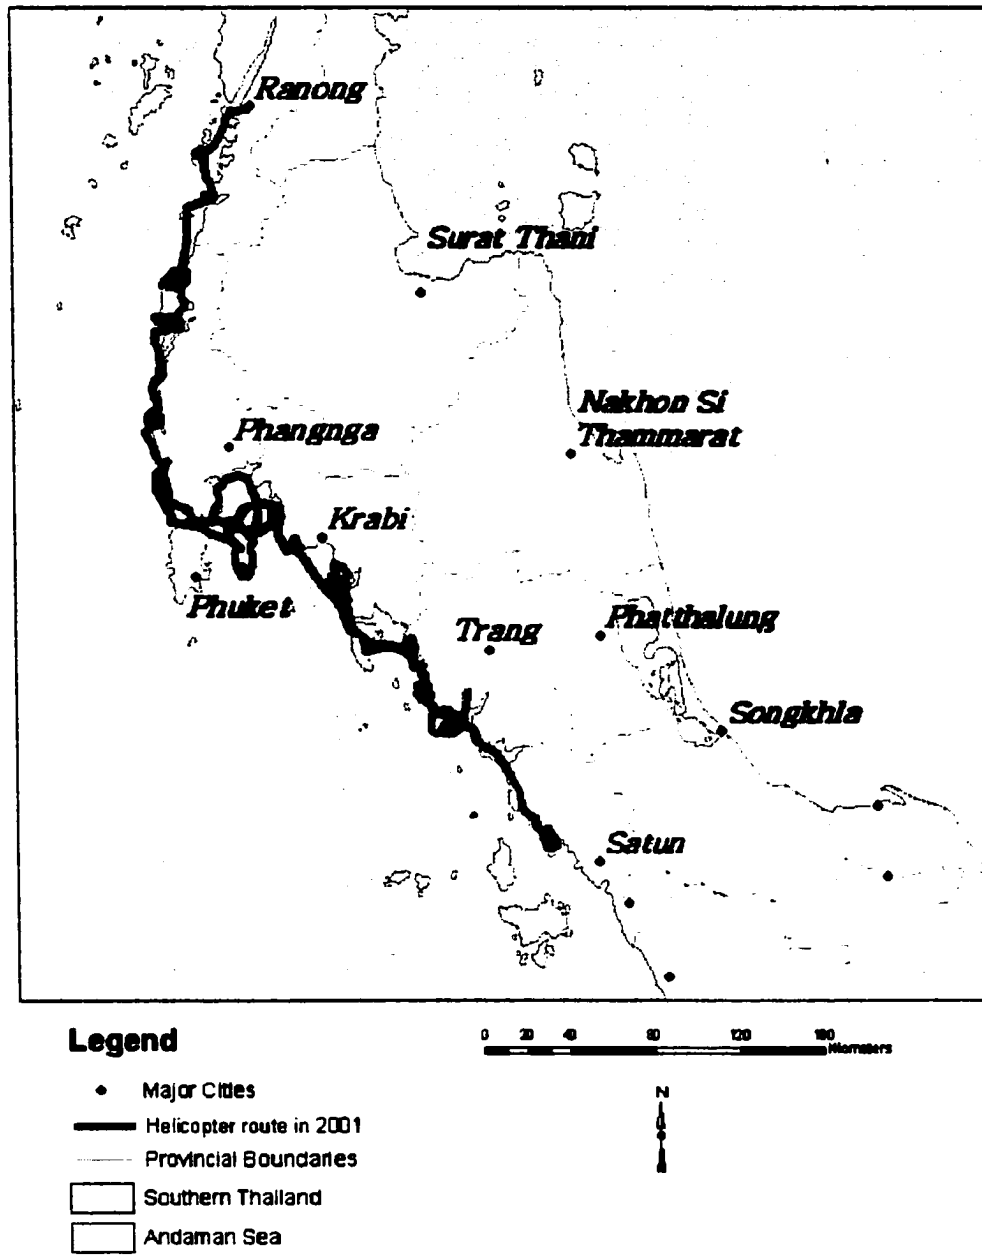 Ranong
Surat Thani
Nakhon Si
Thammarat
Phangnga
Krabi
Phuket
Trang
Phatthalung
Songkhla
Satun
Legend
0 20 40 80 120 160
Kilometers
Major Cities
N
Helicopter route in 2001
Provincial Boundaries
Southern Thailand
Andaman Sea